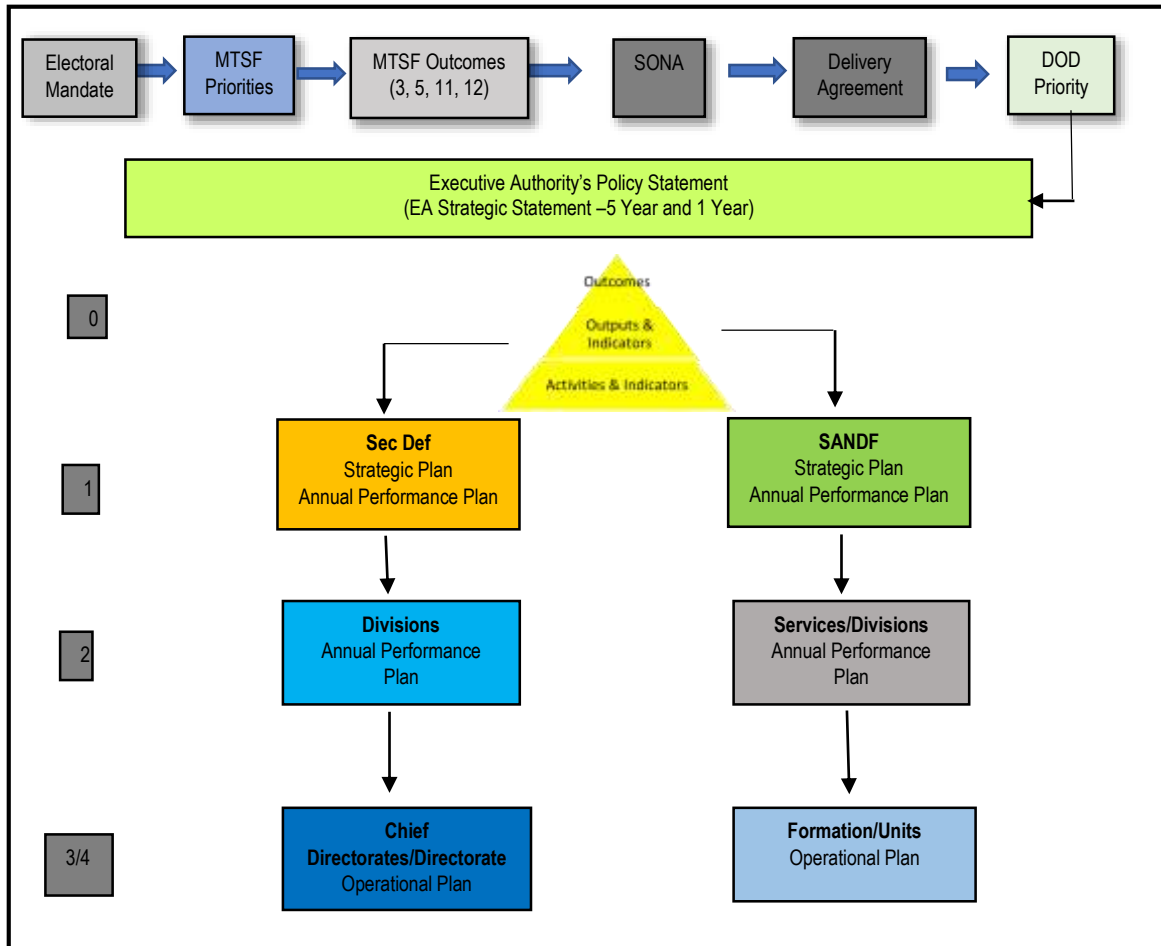 Electoral
Mandate
MTSF
Priorities
MTSF Outcomes
(3, 5, 11, 12)
SONA
Delivery
Agreement
DOD
Priority
Executive Authority's Policy Statement
(EA Strategic Statement –5 Year and 1 Year)
0
Outcomes
Outputs &
Indicators
Activities & Indicators
1
Sec Def
Strategic Plan
Annual Performance Plan
SANDF
Strategic Plan
Annual Performance Plan
2
Divisions
Annual Performance
Plan
Services/Divisions
Annual Performance
Plan
3/4
Chief
Directorates/Directorate
Operational Plan
Formation/Units
Operational Plan